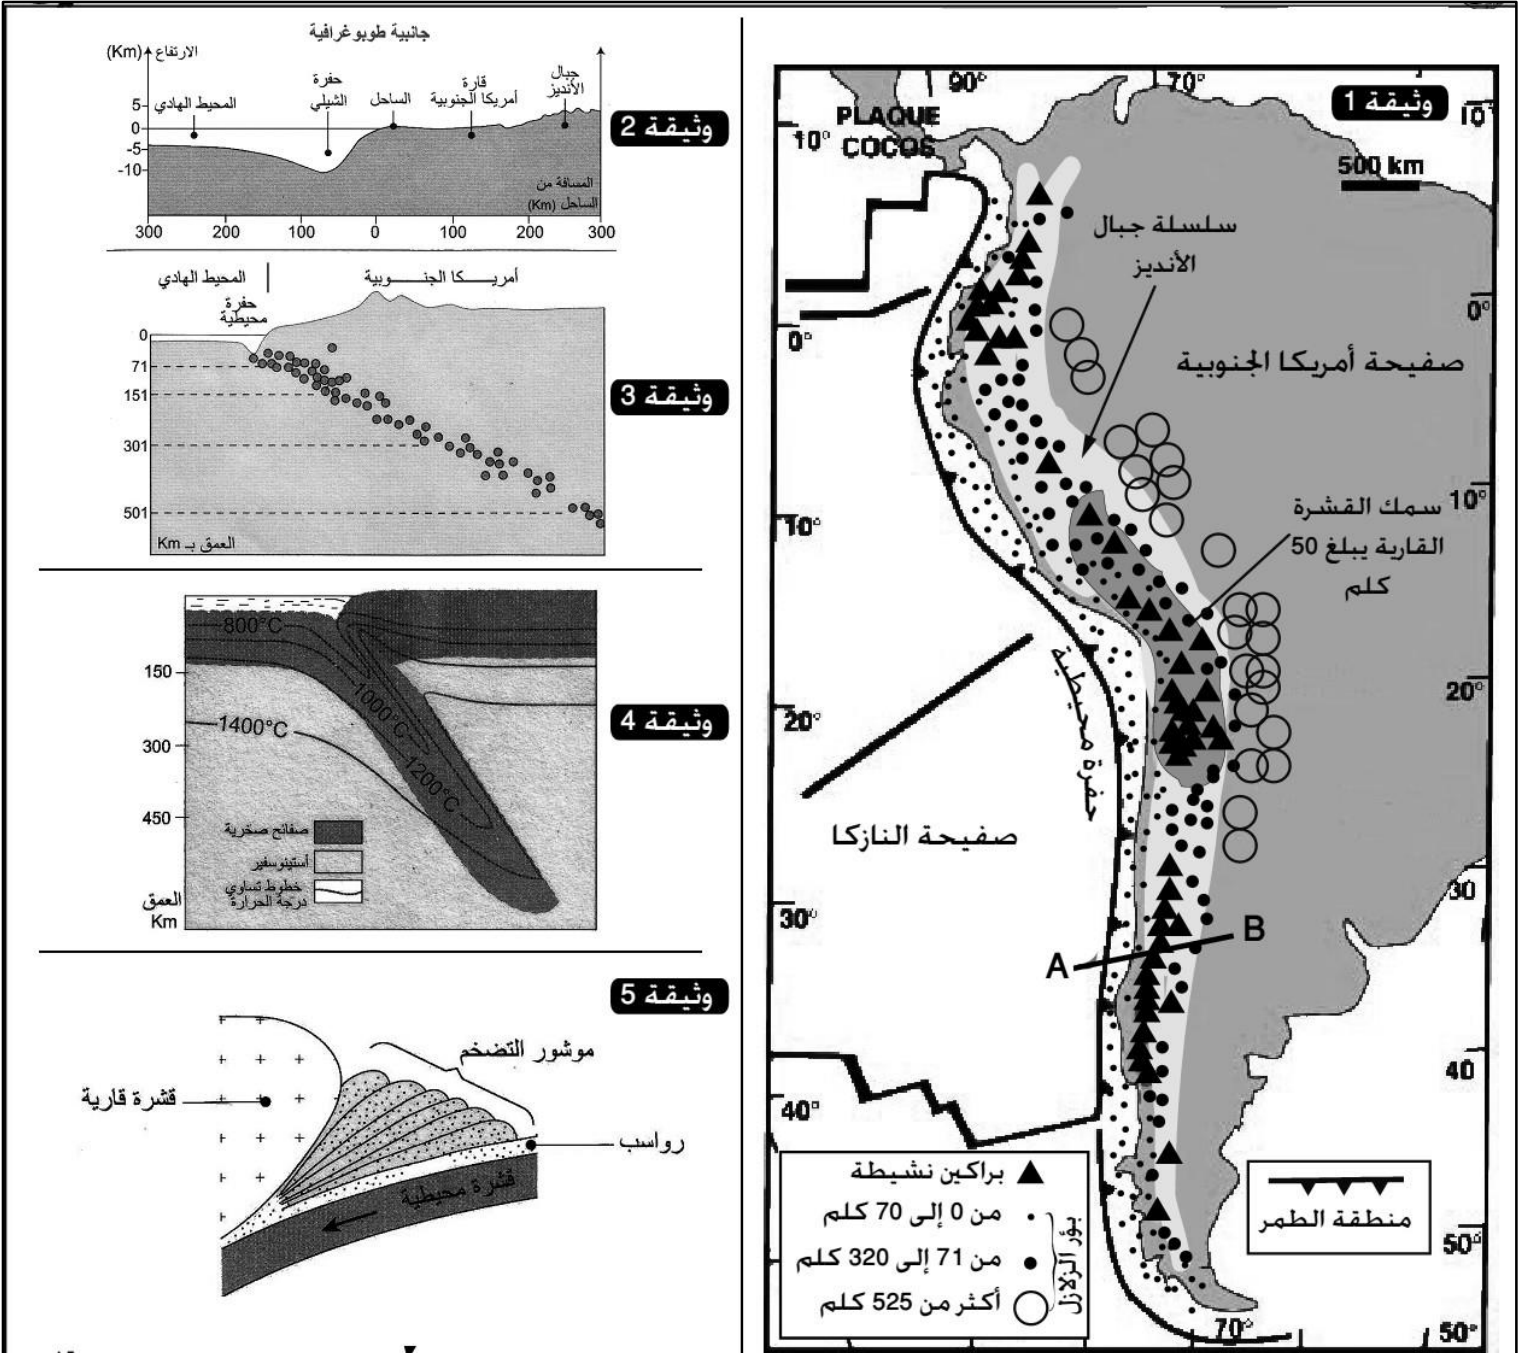 وثيقة 1
90°
70°
10°
PLAQUE
COCOS
10°
500 km
سلسلة جبال
الأنديز
0°
0°
صفيحة أمريكا الجنوبية
10°
10°
سمك القشرة
القارية يبلغ 50
كلم
20°
20°
حفرة محيطية
صفيحة النازكا
30°
30
A
B
40°
40
50°
70°
50°
براكين نشيطة
من 0 إلى 70 كلم
من 71 إلى 320 كلم
أكثر من 525 كلم
بؤر الزلازل
منطقة الطمر
وثيقة 2
جانبية طوبوغرافية
الارتفاع (Km)
المحيط الهادي
حفرة
الشيلي
الساحل
قارة
أمريكا الجنوبية
جبال
الأنديز
5
0
-5
-10
المسافة من
الساحل (Km)
300 200 100 0 100 200 300
وثيقة 3
المحيط الهادي
أمريكا الجنوبية
حفرة
محيطية
0
71
151
301
501
العمق بـ Km
وثيقة 4
800°C
1000°C
1200°C
1400°C
150
300
450
العمق
Km
صفائح صخرية
أستينوسفير
خطوط تساوي
درجة الحرارة
وثيقة 5
موشور التضخم
قشرة قارية
رواسب
قشرة محيطية